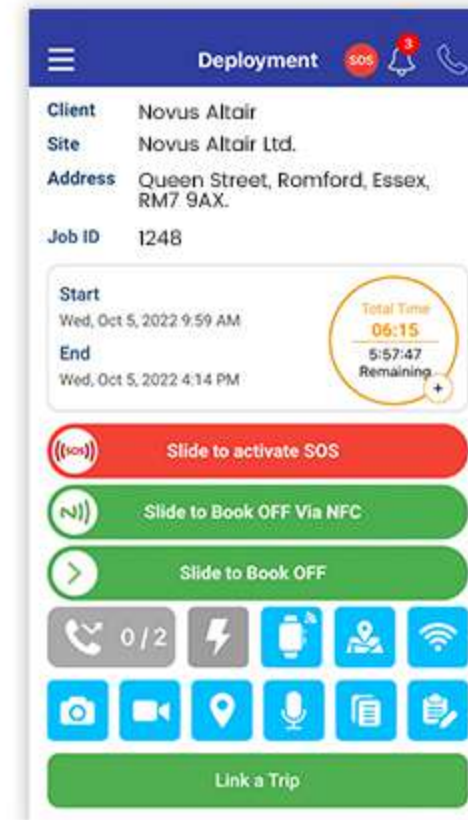 Deployment SOS 3
Client Novus Altair
Site Novus Altair Ltd.
Address Queen Street, Romford, Essex,
RM7 9AX.
Job ID 1248
Start
Wed, Oct 5, 2022 9:59 AM
End
Wed, Oct 5, 2022 4:14 PM
Total Time
06:15
5:57:47
Remaining
+
((SOS)) Slide to activate SOS
Slide to Book OFF Via NFC
Slide to Book OFF
0/2
Link a Trip